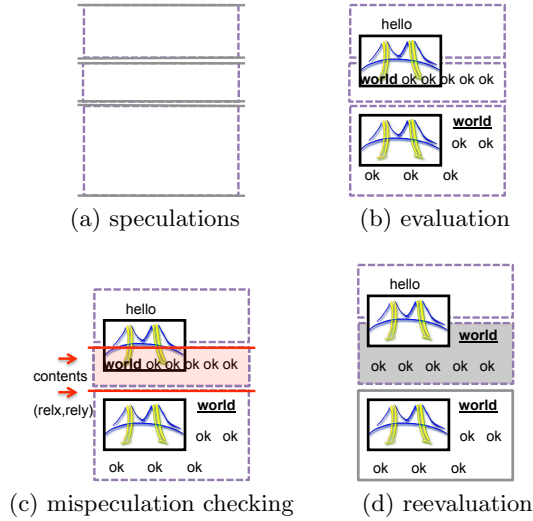 (a) speculations
hello
world ok ok ok ok ok
world
ok ok
ok ok ok
(b) evaluation
hello
world ok ok ok ok ok
contents
(relx,rely)
world
ok ok
ok ok ok
(c) mispeculation checking
hello
world
ok ok ok ok ok
world
ok ok
ok ok ok
(d) reevaluation